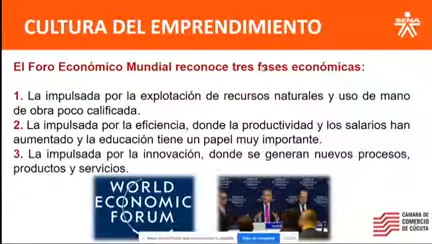 CULTURA DEL EMPRENDIMIENTO
SENA
El Foro Económico Mundial reconoce tres fases económicas:
1. La impulsada por la explotación de recursos naturales y uso de mano
de obra poco calificada.
2. La impulsada por la eficiencia, donde la productividad y los salarios han
aumentado y la educación tiene un papel muy importante.
3. La impulsada por la innovación, donde se generan nuevos procesos,
productos y servicios.
WORLD
ECONOMIC
FORUM
CÁMARA DE
COMERCIO
DE CÚCUTA